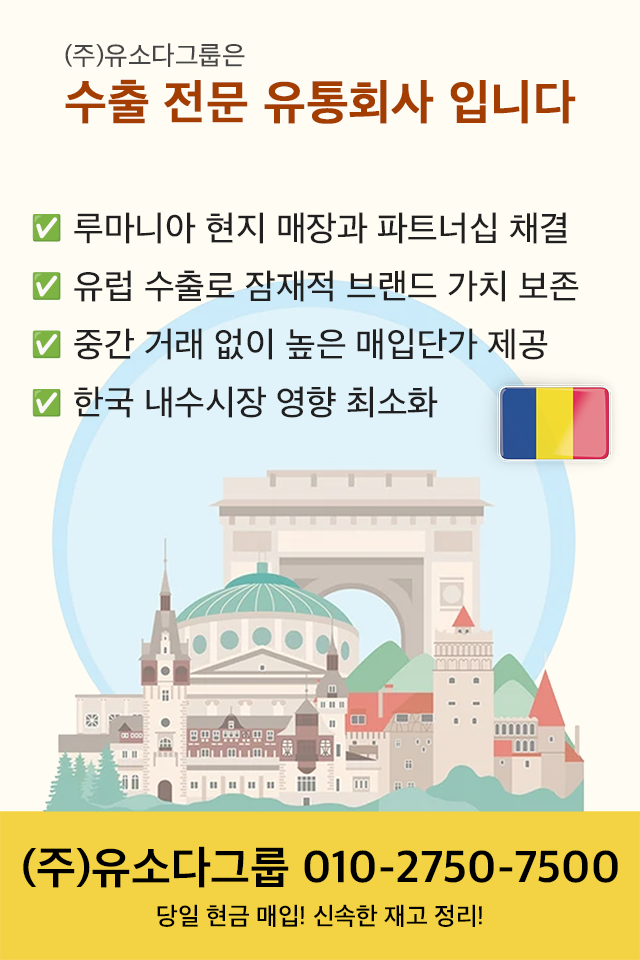 (주)유소다그룹은
수출 전문 유통회사 입니다
✅ 루마니아 현지 매장과 파트너십 채결
✅ 유럽 수출로 잠재적 브랜드 가치 보존
✅ 중간 거래 없이 높은 매입단가 제공
✅ 한국 내수시장 영향 최소화
(주)유소다그룹 010-2750-7500
당일 현금 매입! 신속한 재고 정리!